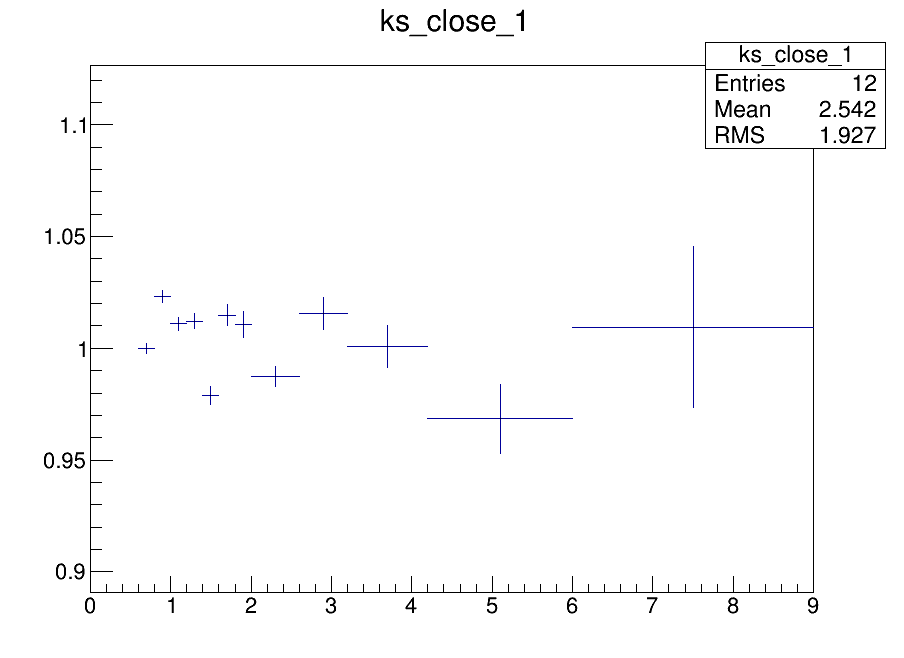 ks_close_1
ks_close_1
Entries 12
Mean 2.542
RMS 1.927
1.1
1.05
1
0.95
0.9
0 1 2 3 4 5 6 7 8 9